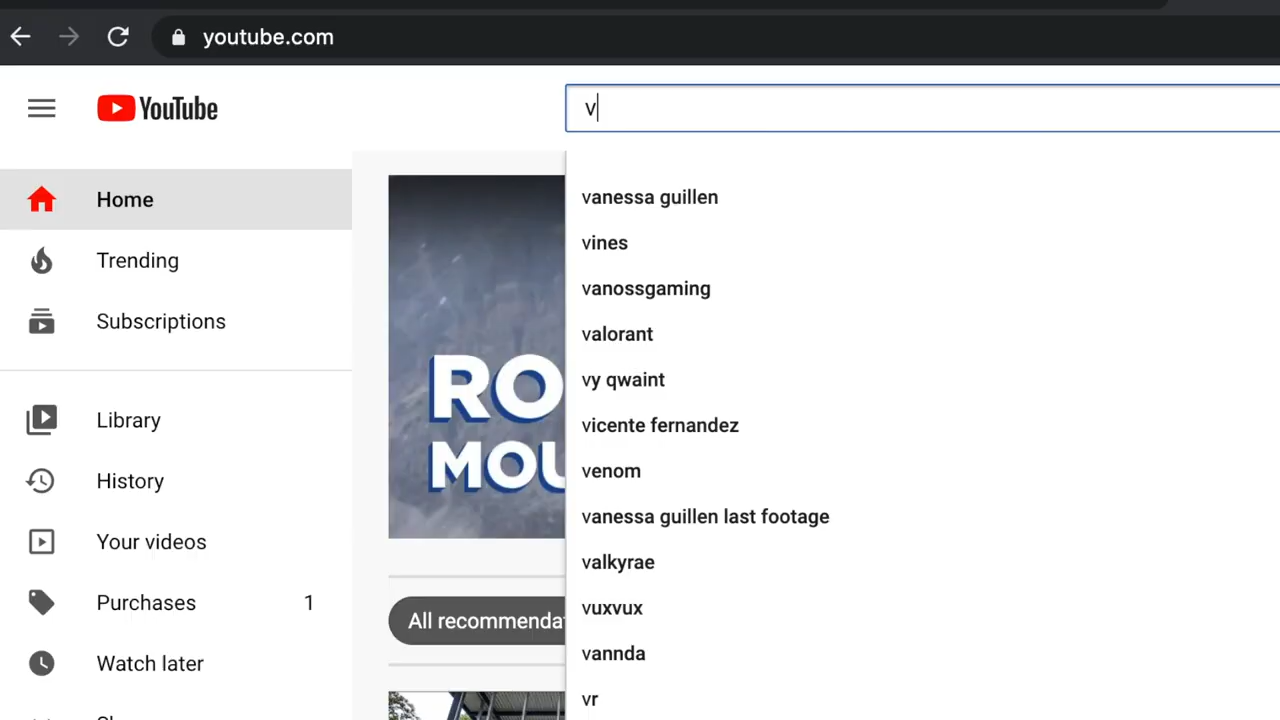 youtube.com
YouTube
v
Home
Trending
Subscriptions
Library
History
Your videos
Purchases 1
Watch later
RO
MOU
All recommenda
vanessa guillen
vines
vanossgaming
valorant
vy qwaint
vicente fernandez
venom
vanessa guillen last footage
valkyrae
vuxvux
vannda
vr